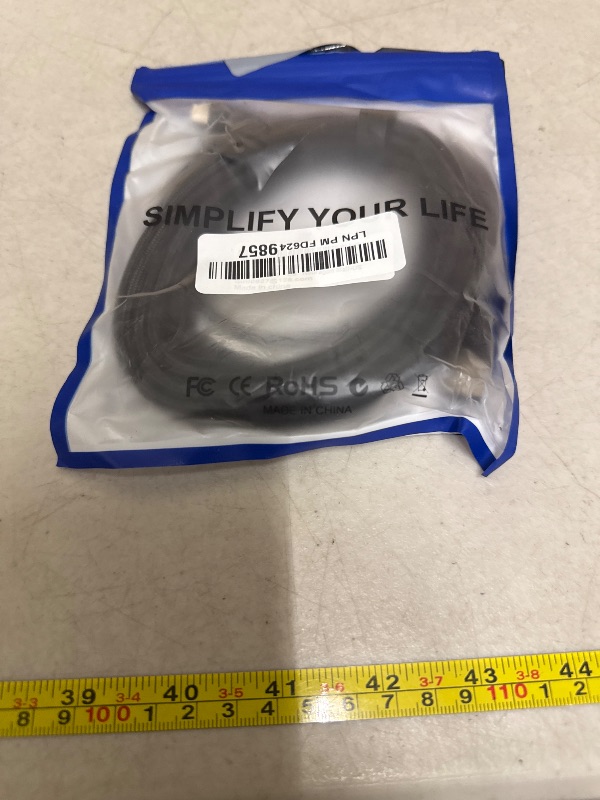 SIMPLIFY YOUR LIFE
LPN PM FD6249857
FC CE RoHS
MADE IN CHINA
3-3 39 3-4 40 3-5 41 3-6 42 3-7 43 3-8 44
8 9 100 1 2 3 4 5 6 7 8 9 110 1 2